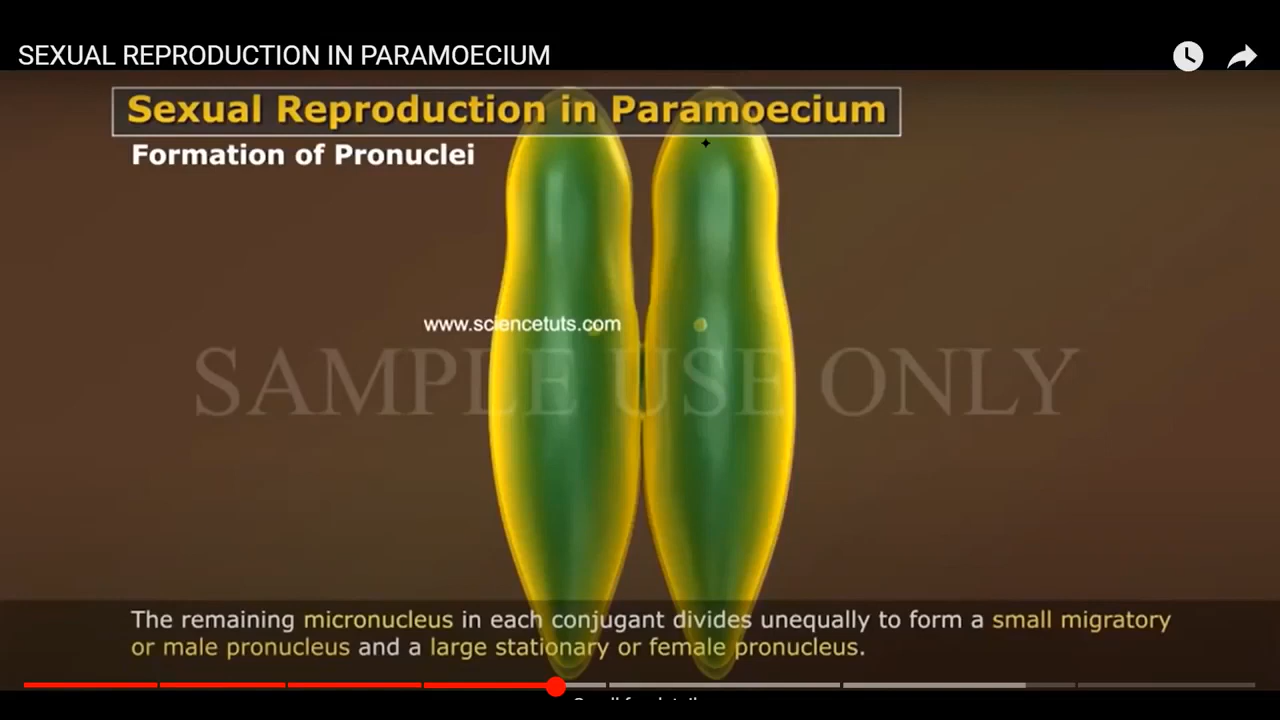 SEXUAL REPRODUCTION IN PARAMOECIUM
Sexual Reproduction in Paramoecium
Formation of Pronuclei
www.sciencetuts.com
SAMPLE USE ONLY
The remaining micronucleus in each conjugant divides unequally to form a small migratory
or male pronucleus and a large stationary or female pronucleus.